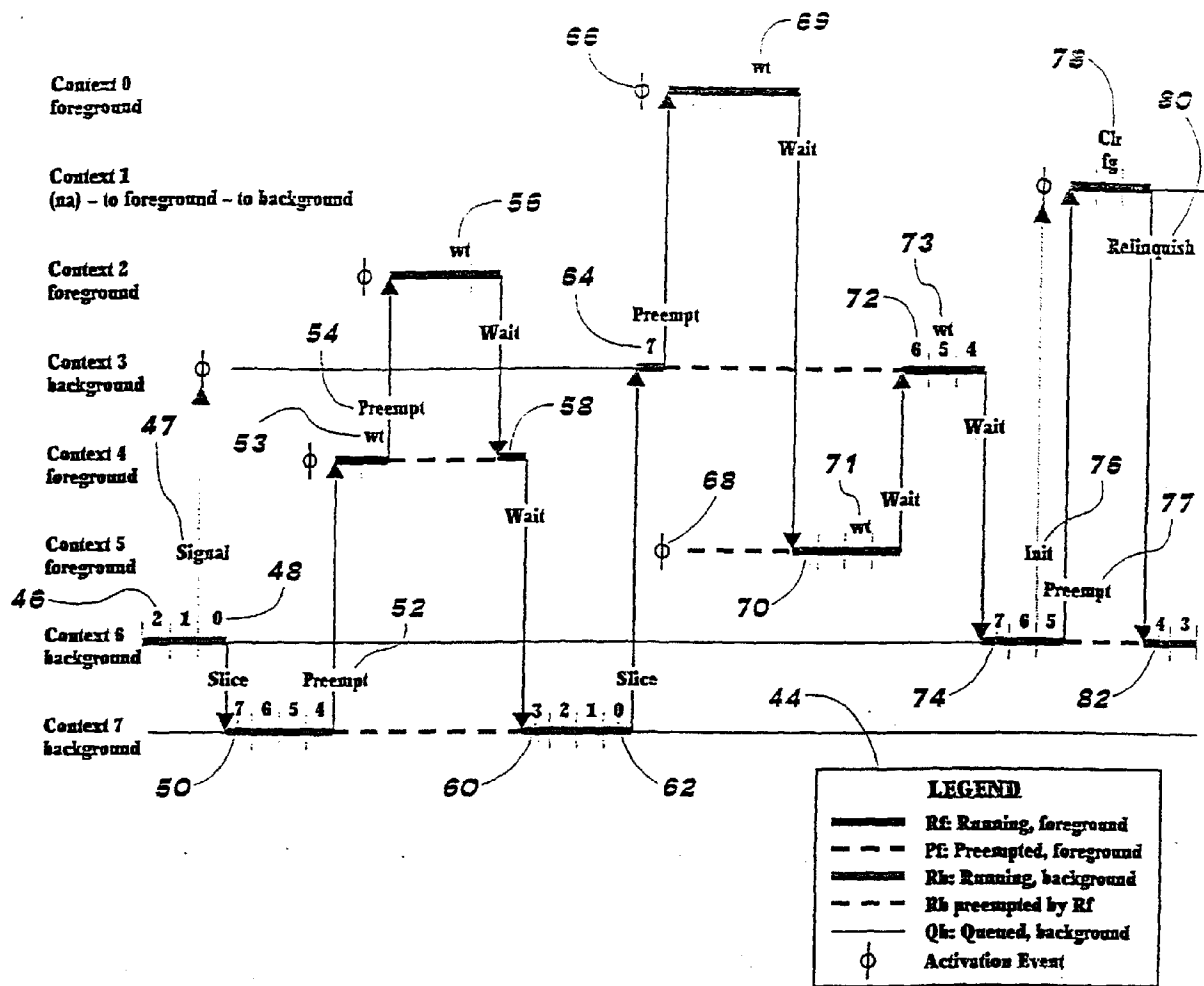 69
66
wt
78
Context 0
foreground
80
Clr
fg
Wait
Context 1
(na) – to foreground – to background
56
wt
73
Relinquish
Context 2
foreground
64
72
wt
Preempt
54
Wait
7
6 5 4
Context 3
background
47
Preempt
58
53
wt
Wait
Context 4
foreground
68
71
Wait
76
77
Wait
wt
Context 5
foreground
Signal
Init
46
48
70
Preempt
2 1 0
52
7 6 5
4 3
Context 6
background
Slice
Preempt
Slice
44
74
82
7 6 5 4
3 2 1 0
Context 7
background
50
60
62
LEGEND
Rf: Running, foreground
Pf: Preempted, foreground
Rb: Running, background
Rb preempted by Rf
Qb: Queued, background
Activation Event